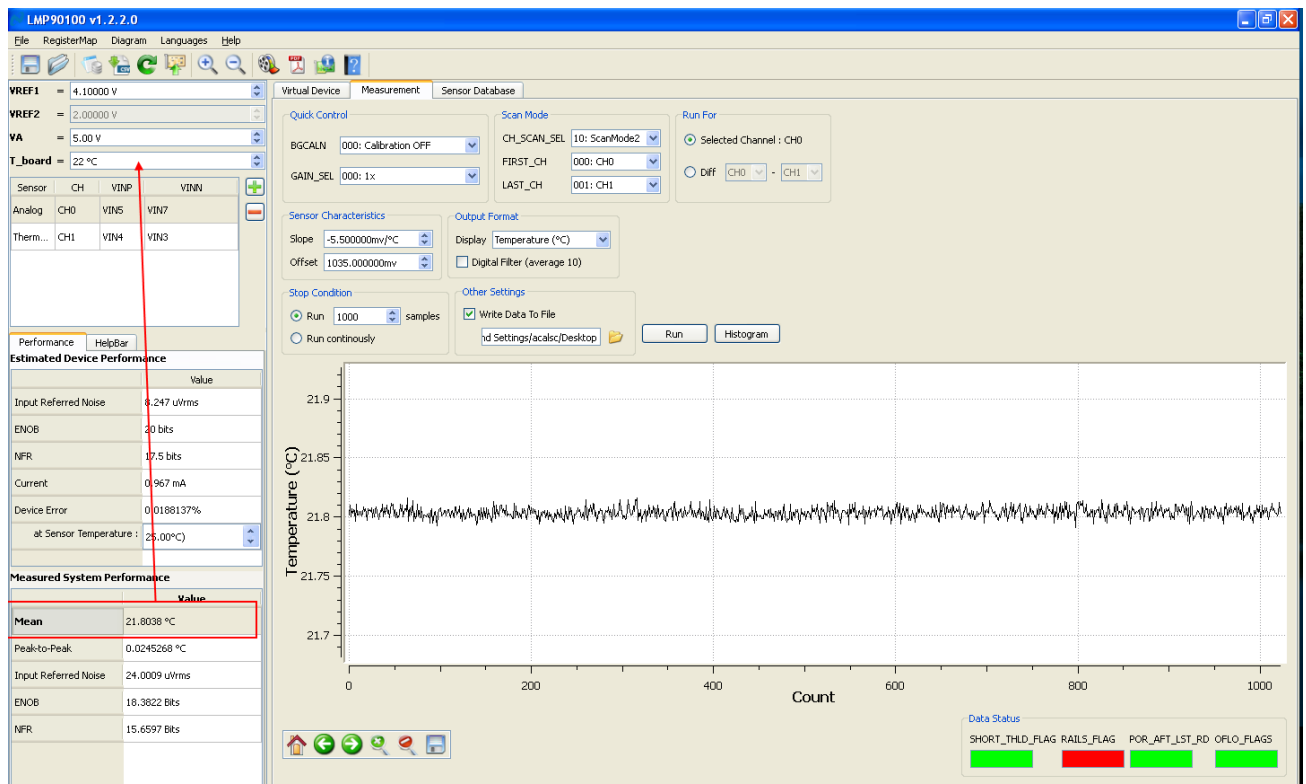 LMP90100 v1.2.2.0
File RegisterMap Diagram Languages Help
VREF1 = 4.10000 V
VREF2 = 2.00000 V
VA = 5.00 V
T_board = 22 °C
Sensor CH VINP VINN
Analog CH0 VIN5 VIN7
Therm... CH1 VIN4 VIN3
Performance HelpBar
Estimated Device Performance
Value
Input Referred Noise 8.247 uVrms
ENOB 20 bits
NFR 17.5 bits
Current 0.967 mA
Device Error 0.0188137%
at Sensor Temperature : 25.00°C)
Measured System Performance
Value
Mean 21.8038 °C
Peak-to-Peak 0.0245268 °C
Input Referred Noise 24.0009 uVrms
ENOB 18.3822 Bits
NFR 15.6597 Bits
Virtual Device Measurement Sensor Database
Quick Control
BGCALN 000: Calibration OFF
GAIN_SEL 000: 1x
Scan Mode
CH_SCAN_SEL 10: ScanMode2
FIRST_CH 000: CH0
LAST_CH 001: CH1
Run For
Selected Channel : CH0
Diff CH0 - CH1
Sensor Characteristics
Slope -5.500000mv/°C
Offset 1035.000000mv
Output Format
Display Temperature (°C)
Digital Filter (average 10)
Stop Condition
Run 1000 samples
Run continously
Other Settings
Write Data To File
nd Settings/acalsc/Desktop
Run Histogram
Temperature (°C)
21.9
21.85
21.8
21.75
21.7
0 200 400 600 800 1000
Count
Data Status
SHORT_THLD_FLAG RAILS_FLAG POR_AFT_LST_RD OFLO_FLAGS